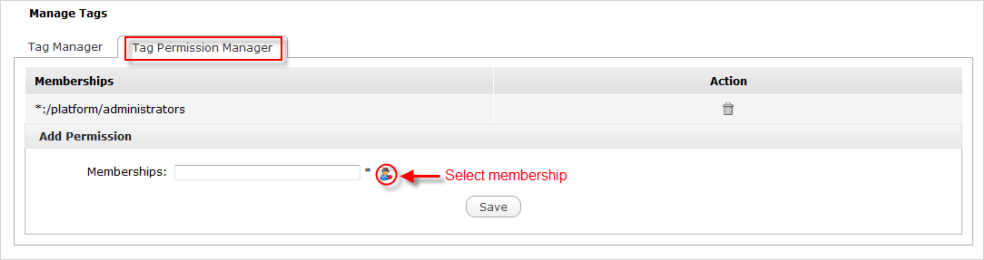 Manage Tags
Tag Manager Tag Permission Manager
Memberships Action
*:/platform/administrators
Add Permission
Memberships: * Select membership
Save